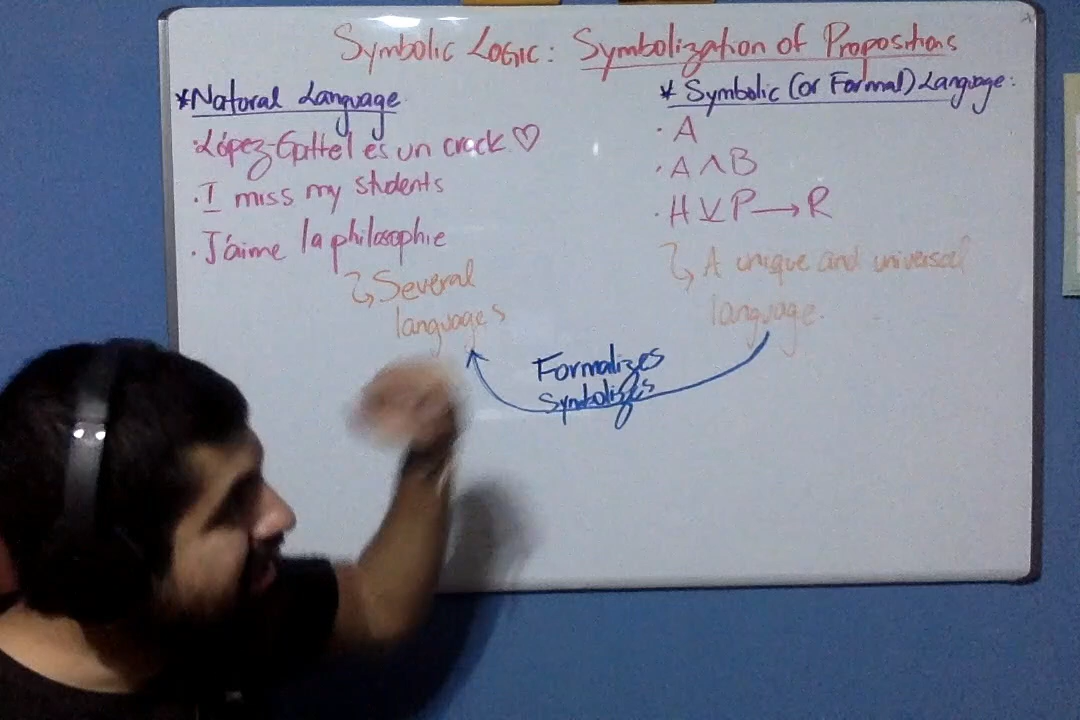 Symbolic Logic: Symbolization of Propositions
*Natural Language
·López-Gattel es un crack ♡
·I miss my students
·J'aime la philosophie
↳ Several
languages
* Symbolic (or Formal) Language:
· A
· A ∧ B
· H ⊻ P → R
↳ A unique and universal
language.
Formalizes
Symbolizes